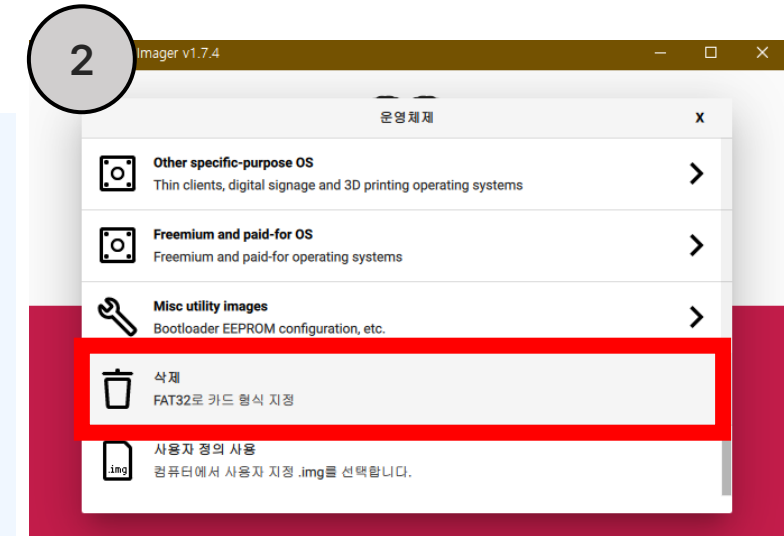 2
Imager v1.7.4
운영체제
X
Other specific-purpose OS
Thin clients, digital signage and 3D printing operating systems
Freemium and paid-for OS
Freemium and paid-for operating systems
Misc utility images
Bootloader EEPROM configuration, etc.
삭제
FAT32로 카드 형식 지정
사용자 정의 사용
.img
컴퓨터에서 사용자 지정 .img를 선택합니다.